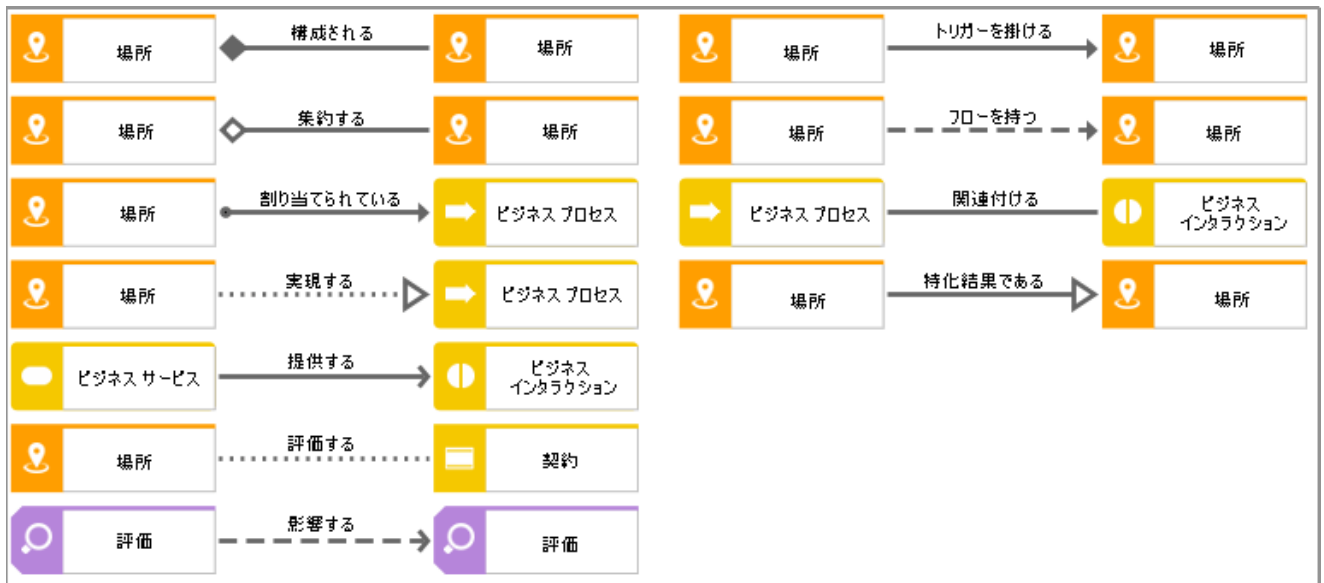 場所 構成される 場所
場所 集約する 場所
場所 割り当てられている ビジネス プロセス
場所 実現する ビジネス プロセス
ビジネス サービス 提供する ビジネス
インタラクション
場所 評価する 契約
評価 影響する 評価
場所 トリガーを掛ける 場所
場所 フローを持つ 場所
ビジネス プロセス 関連付ける ビジネス
インタラクション
場所 特化結果である 場所